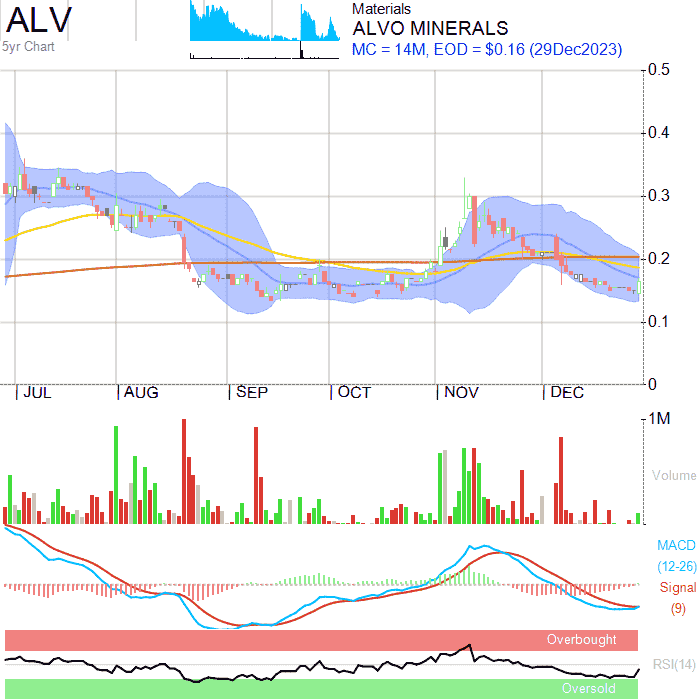 ALV
5yr Chart
Materials
ALVO MINERALS
MC = 14M, EOD = $0.16 (29Dec2023)
0.5
0.4
0.3
0.2
0.1
0
JUL AUG SEP OCT NOV DEC
1M
Volume
MACD
(12-26)
Signal
(9)
Overbought
RSI(14)
Oversold